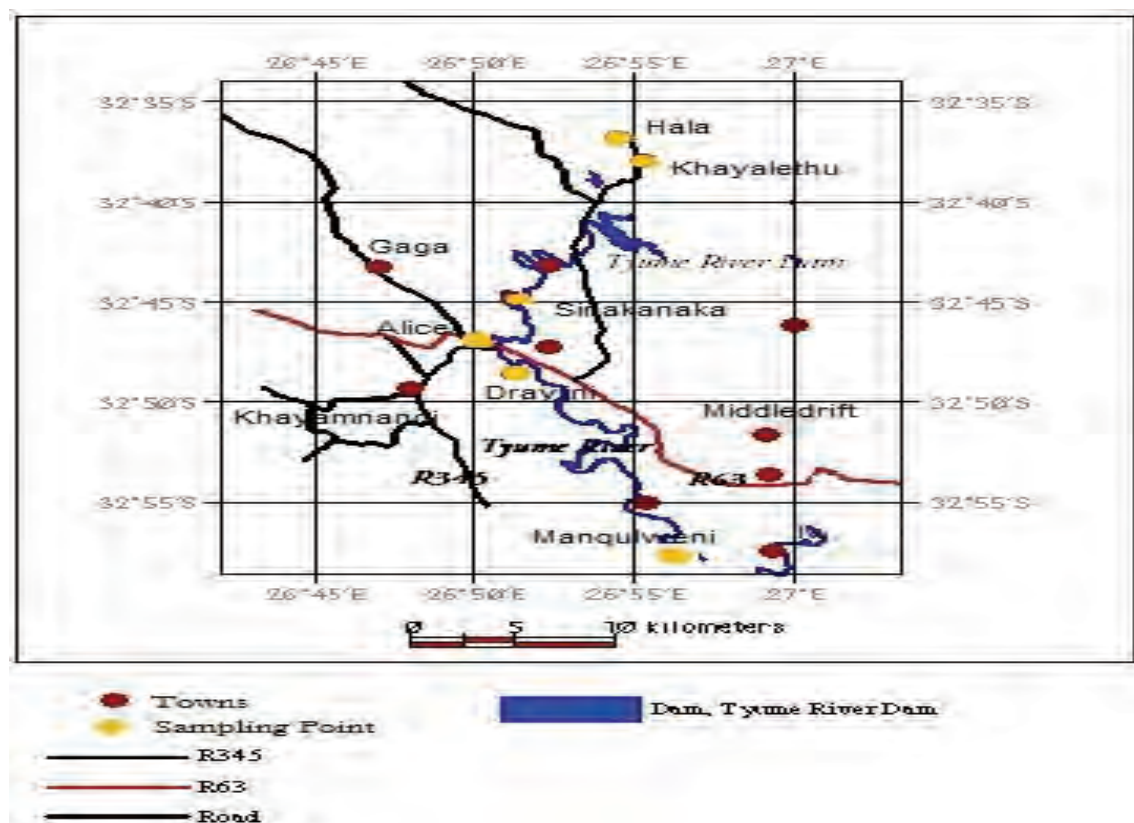 26°45'E 26°50'E 26°55'E 27°E
32°35'S 32°35'S
Hala
Khayalethu
32°40'S 32°40'S
Gaga
Tyume River Dam
32°45'S 32°45'S
Sinakanaka
Alice
Dravini
32°50'S 32°50'S
Khayamnandi
Middledrift
Tyume River
R345
R63
32°55'S 32°55'S
Manqulweni
26°45'E 26°50'E 26°55'E 27°E
0 5 10 kilometers
Towns
Dam, Tyume River Dam
Sampling Point
R345
R63
Road